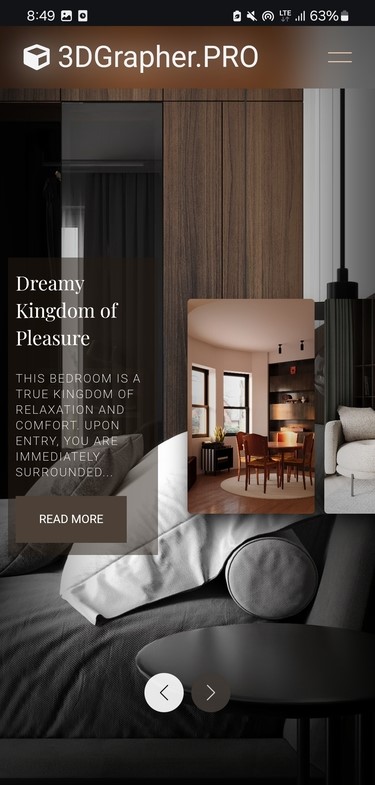 8:49
LTE
63%
3DGrapher.PRO
Dreamy
Kingdom of
Pleasure
THIS BEDROOM IS A
TRUE KINGDOM OF
RELAXATION AND
COMFORT. UPON
ENTRY, YOU ARE
IMMEDIATELY
SURROUNDED...
READ MORE